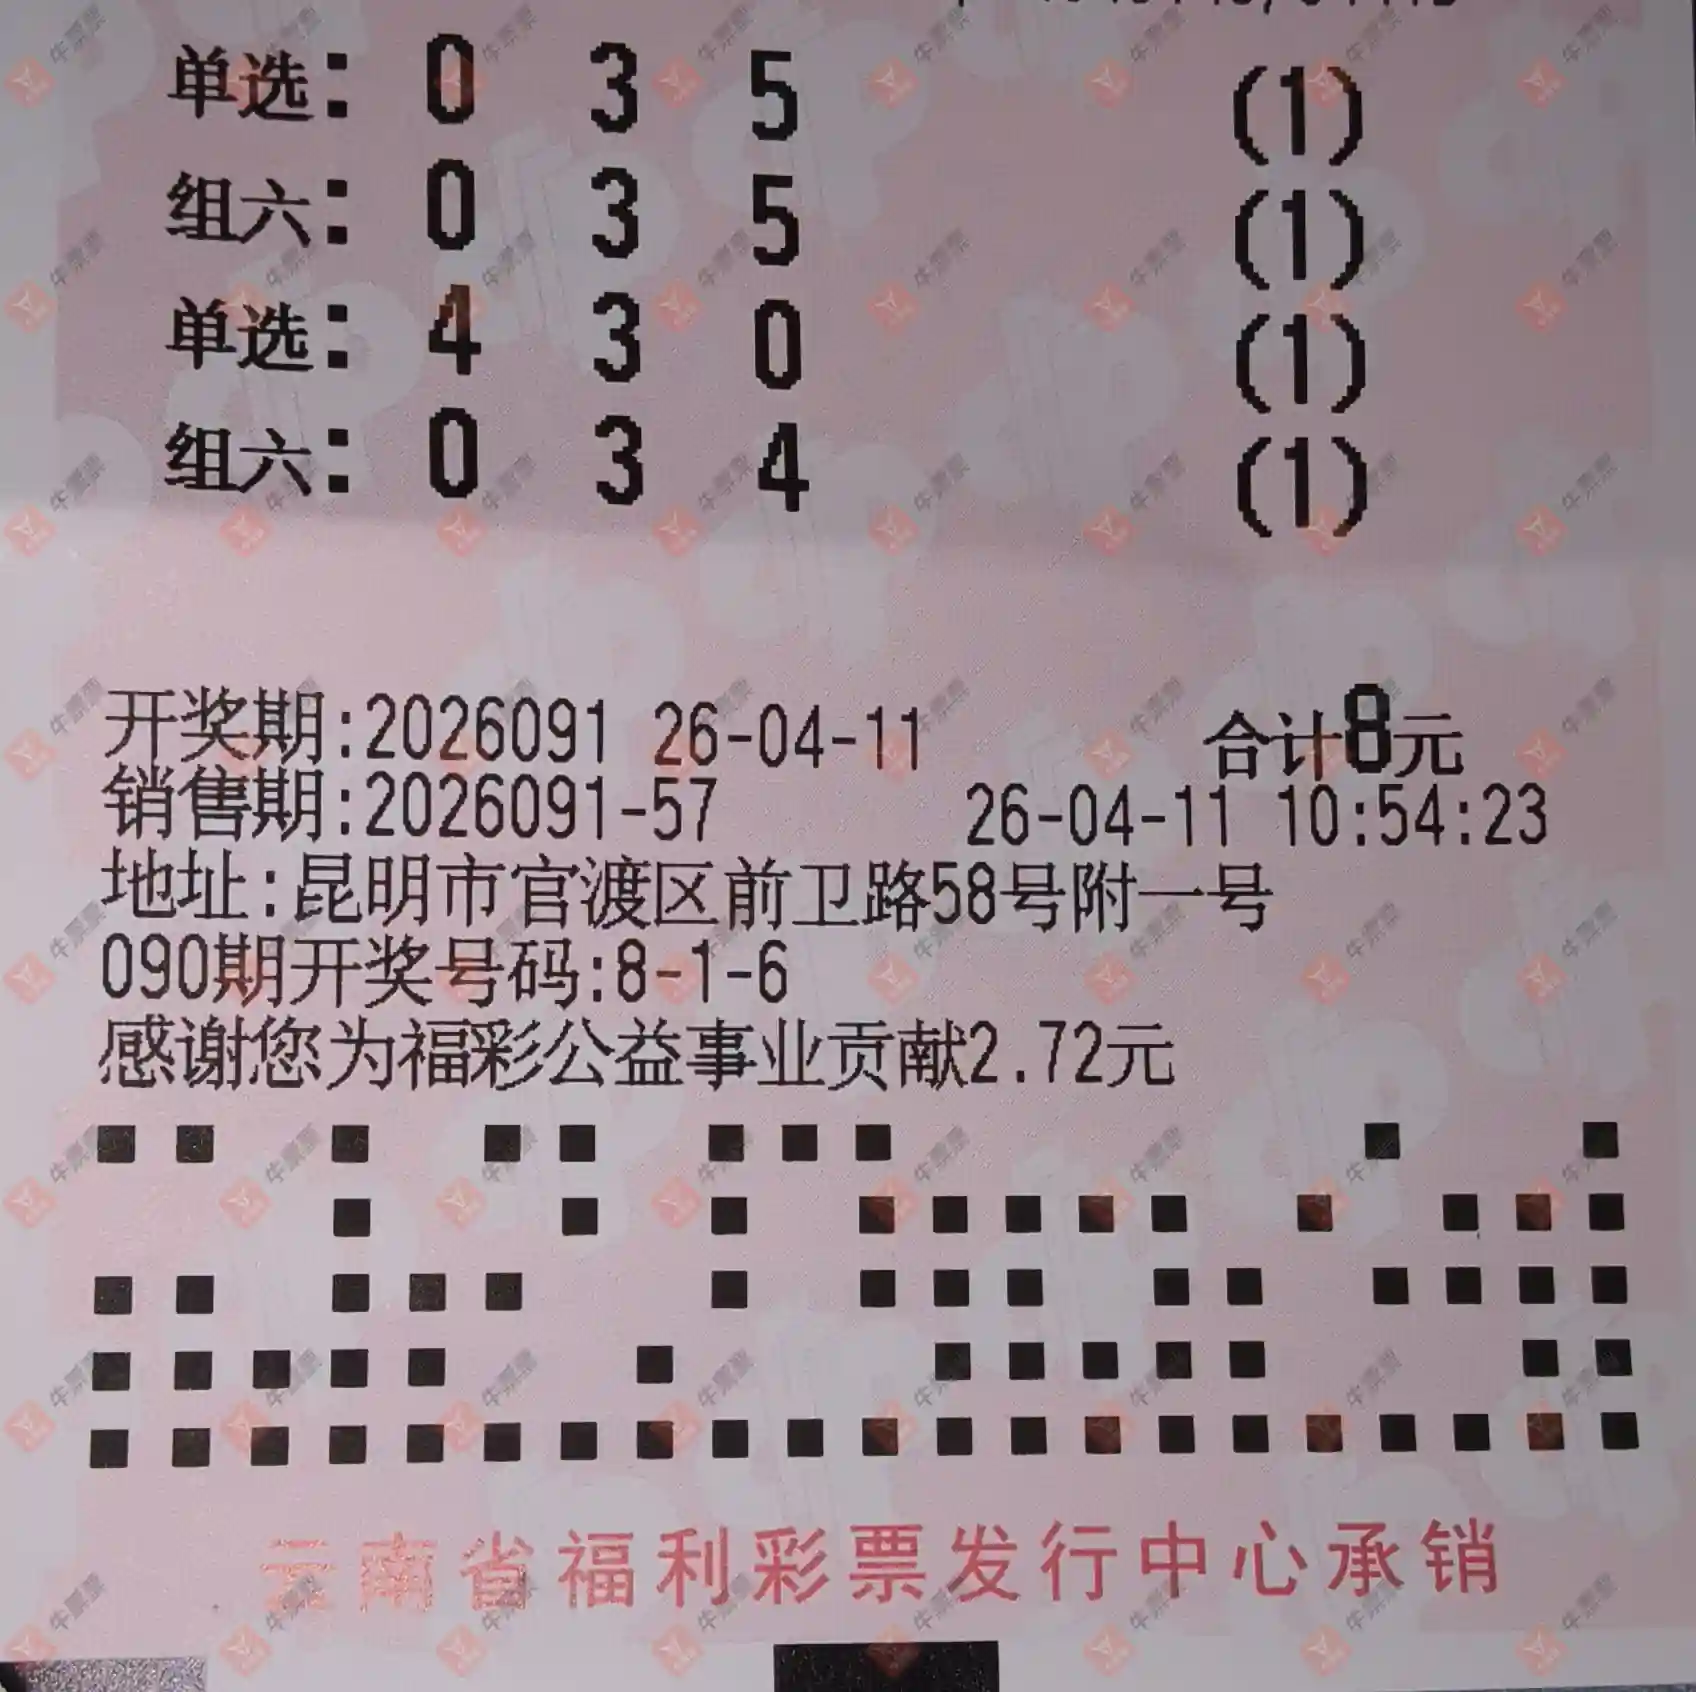 单选: 0 3 5 (1)
组六: 0 3 5 (1)
单选: 4 3 0 (1)
组六: 0 3 4 (1)
开奖期:2026091 26-04-11 合计8元
销售期:2026091-57 26-04-11 10:54:23
地址:昆明市官渡区前卫路58号附一号
090期开奖号码:8-1-6
感谢您为福彩公益事业贡献2.72元
云南省福利彩票发行中心承销
牛票票